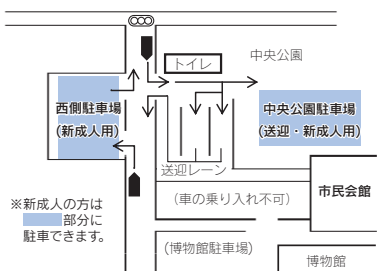 トイレ
中央公園
西側駐車場
(新成人用)
中央公園駐車場
(送迎・新成人用)
送迎レーン
(車の乗り入れ不可)
市民会館
※新成人の方は
部分に
駐車できます。
(博物館駐車場)
博物館